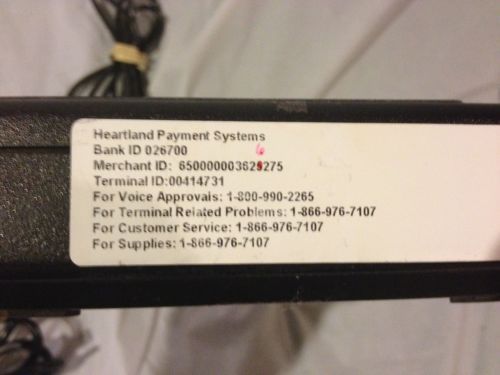 Heartland Payment Systems
Bank ID 026700
6
Merchant ID:
Terminal ID:00414731
For Voice Approvals: 1-800-990-2265
For Terminal Related Problems: 1-866-976-7107
For Customer Service: 1-866-976-7107
For Supplies: 1-866-976-7107